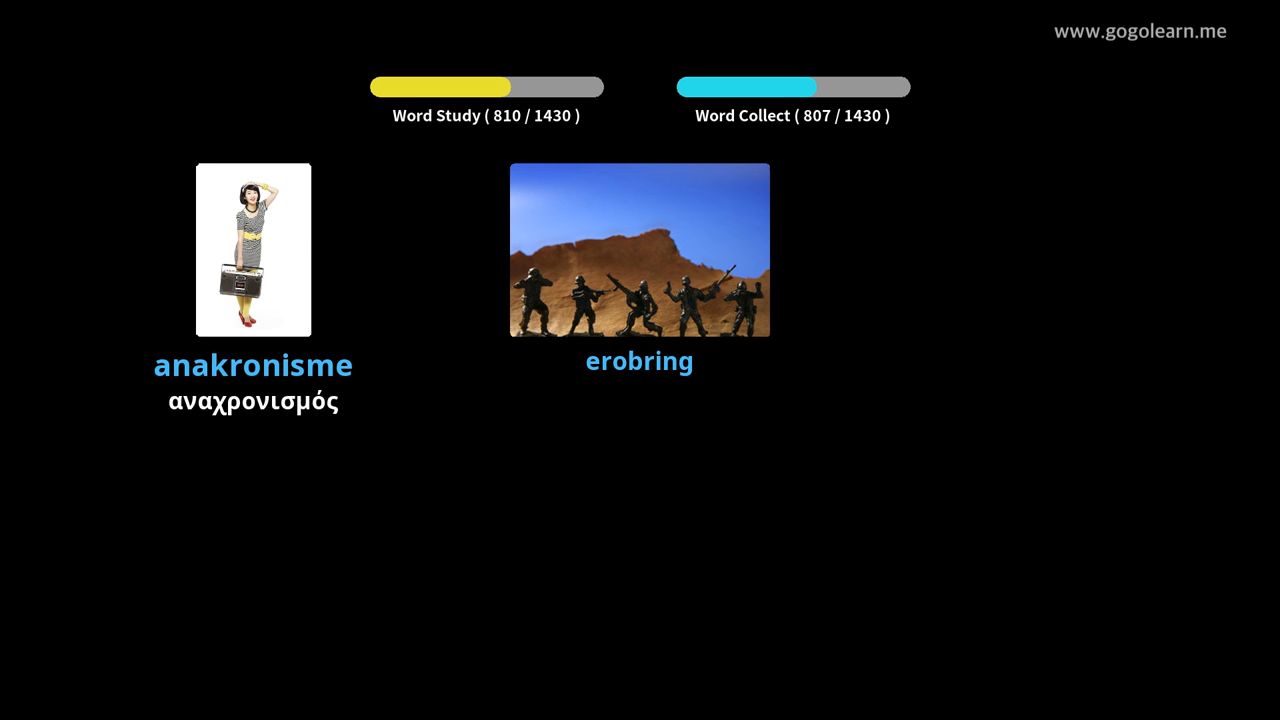 www.gogolearn.me
Word Study ( 810 / 1430 )
Word Collect ( 807 / 1430 )
anakronisme
αναχρονισμός
erobring